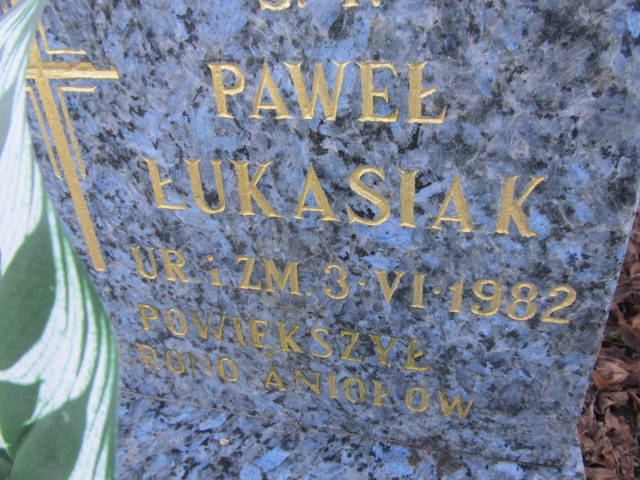 Ś.P.
PAWEŁ
ŁUKASIAK
UR i ZM. 3·VI·1982
POWIĘKSZYŁ
GRONO ANIOŁÓW